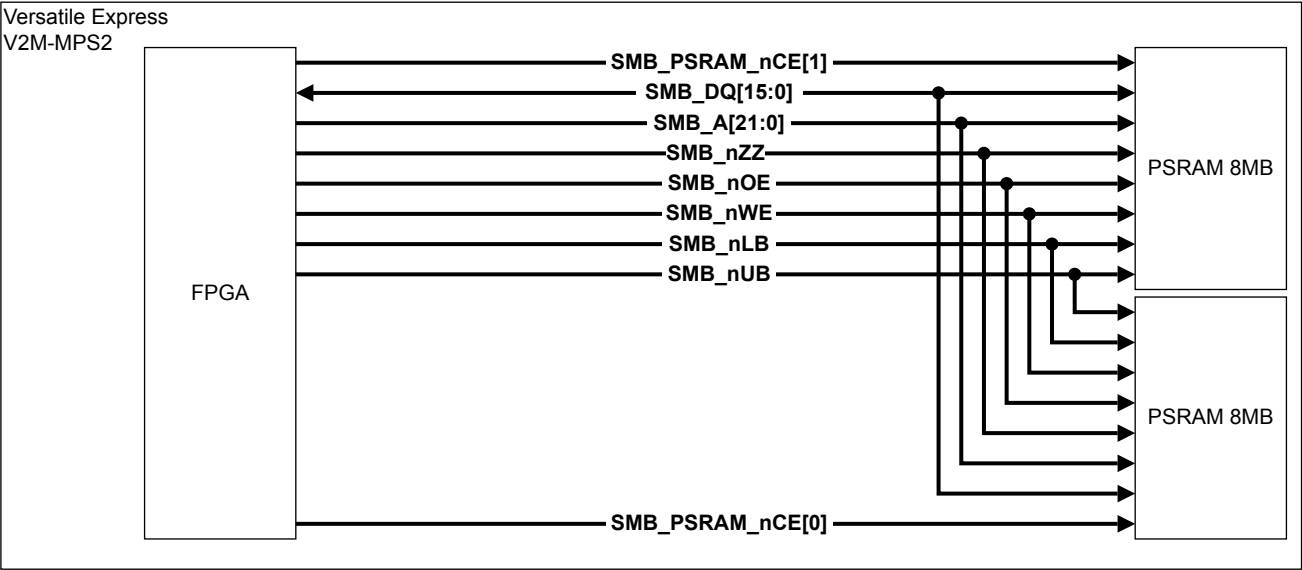 Versatile Express
V2M-MPS2
SMB_PSRAM_nCE[1]
SMB_DQ[15:0]
SMB_A[21:0]
SMB_nZZ
SMB_nOE
SMB_nWE
SMB_nLB
SMB_nUB
PSRAM 8MB
FPGA
PSRAM 8MB
SMB_PSRAM_nCE[0]